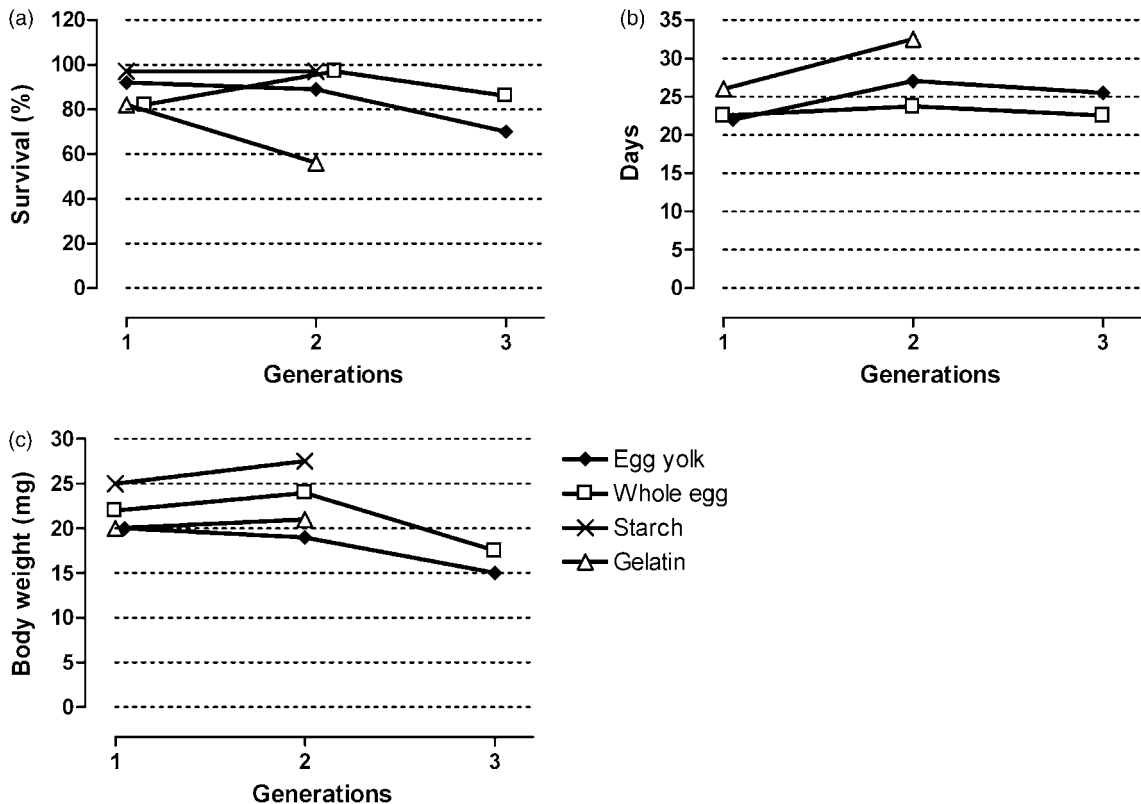 (a)
120
100
80
60
40
20
0
Survival (%)
1 2 3
Generations
(b)
35
30
25
20
15
10
5
0
Days
1 2 3
Generations
(c)
30
25
20
15
10
5
0
Body weight (mg)
1 2 3
Generations
Egg yolk
Whole egg
Starch
Gelatin